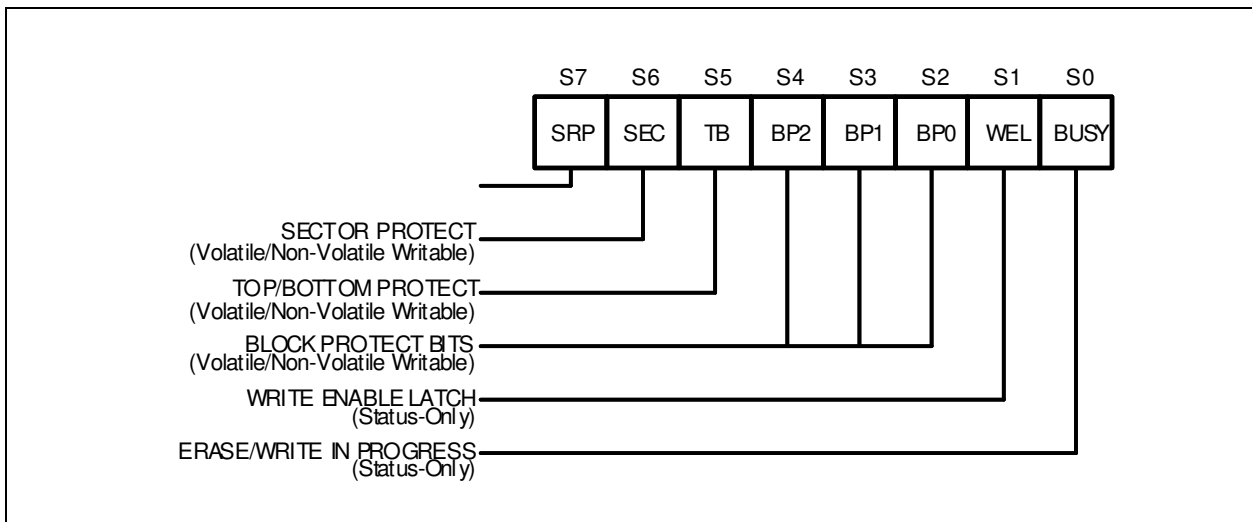 S7 S6 S5 S4 S3 S2 S1 S0
SRP SEC TB BP2 BP1 BP0 WEL BUSY
SECTOR PROTECT
(Volatile/Non-Volatile Writable)
TOP/BOTTOM PROTECT
(Volatile/Non-Volatile Writable)
BLOCK PROTECT BITS
(Volatile/Non-Volatile Writable)
WRITE ENABLE LATCH
(Status-Only)
ERASE/WRITE IN PROGRESS
(Status-Only)